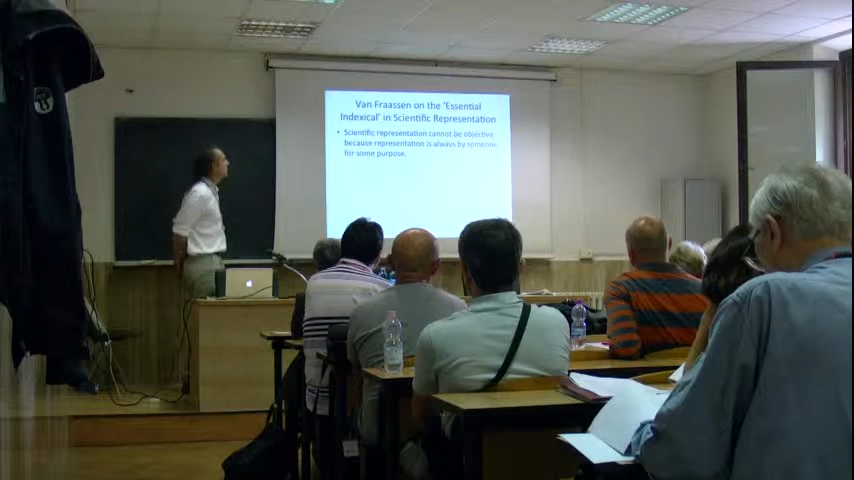 Van Fraassen on the 'Essential
Indexical' in Scientific Representation
• Scientific representation cannot be objective
because representation is always by someone
for some purpose.